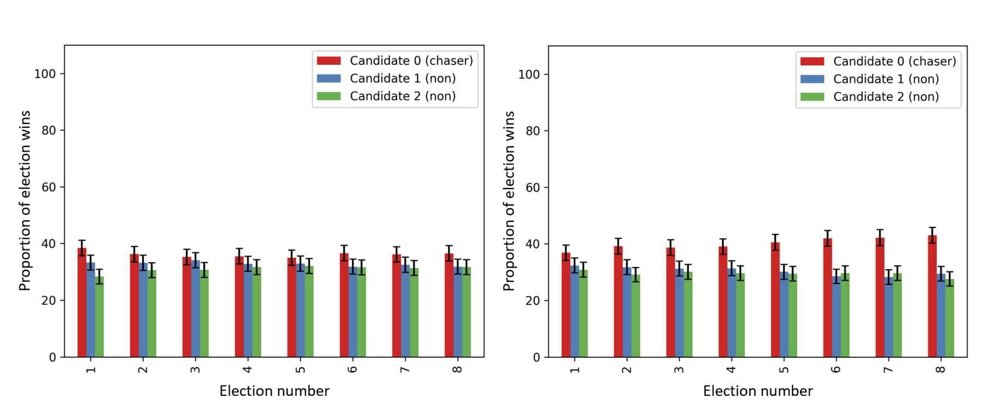 Candidate 0 (chaser)
Candidate 1 (non)
Candidate 2 (non)
Proportion of election wins
100
80
60
40
20
0
1 2 3 4 5 6 7 8
Election number
Candidate 0 (chaser)
Candidate 1 (non)
Candidate 2 (non)
Proportion of election wins
100
80
60
40
20
0
1 2 3 4 5 6 7 8
Election number